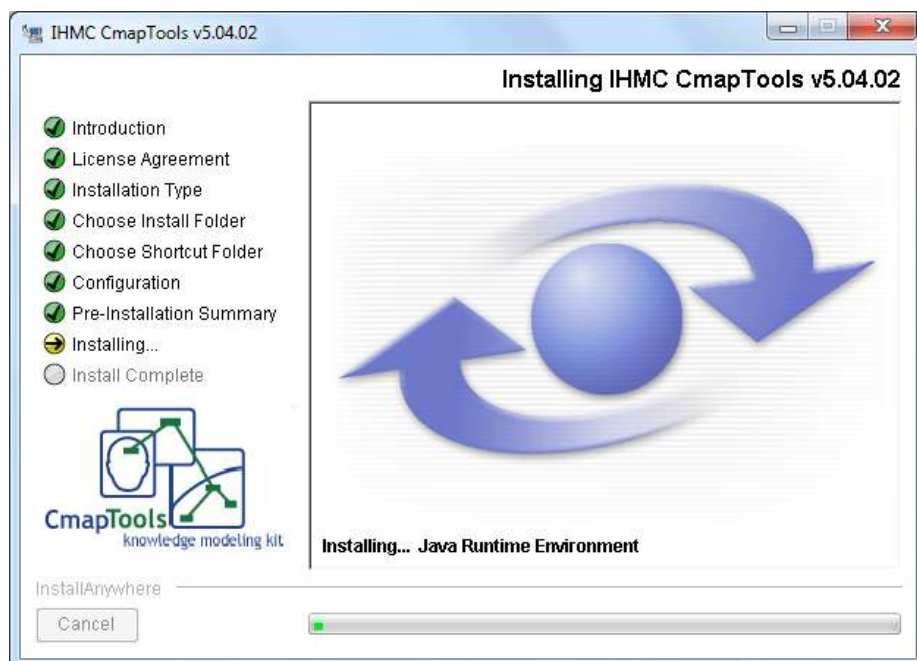 IHMC CmapTools v5.04.02
Installing IHMC CmapTools v5.04.02
Introduction
License Agreement
Installation Type
Choose Install Folder
Choose Shortcut Folder
Configuration
Pre-Installation Summary
Installing...
Install Complete
CmapTools
knowledge modeling kit
Installing... Java Runtime Environment
InstallAnywhere
Cancel